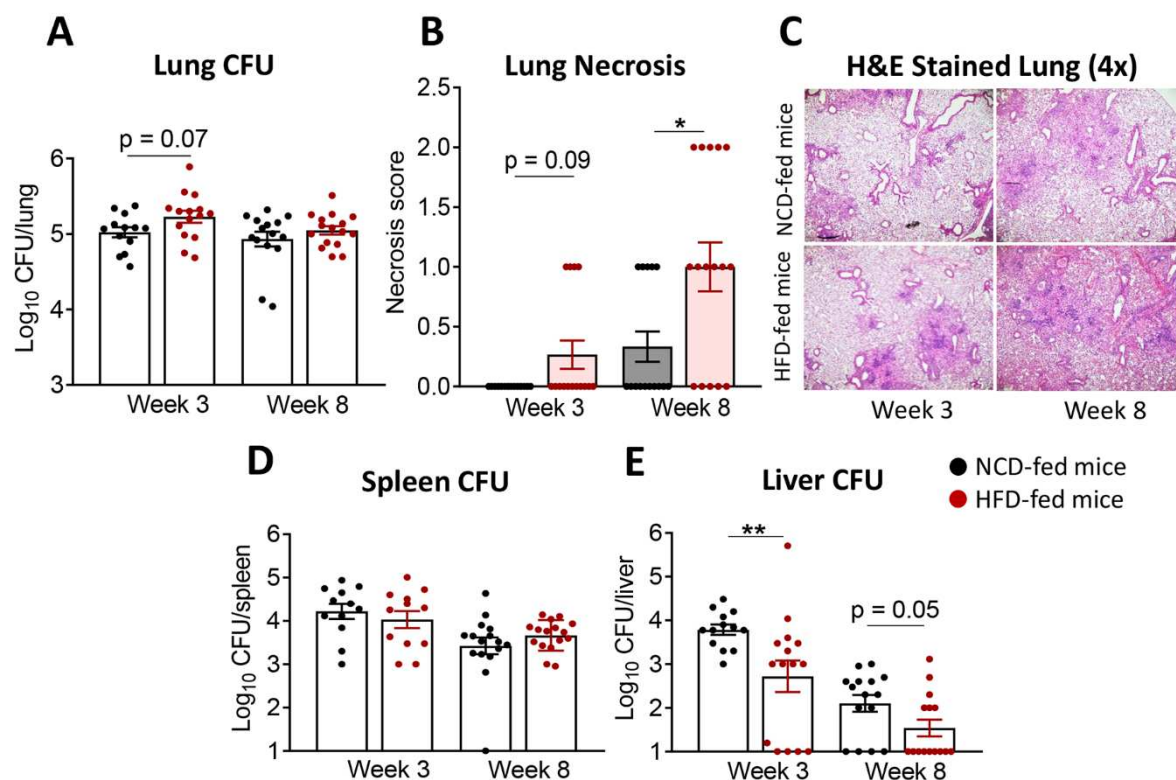 A
Lung CFU
Log10 CFU/lung
6
5
4
3
p = 0.07
Week 3
Week 8
B
Lung Necrosis
Necrosis score
2.5
2.0
1.5
1.0
0.5
0.0
p = 0.09
*
Week 3
Week 8
C
H&E Stained Lung (4x)
NCD-fed mice
HFD-fed mice
Week 3
Week 8
D
Spleen CFU
Log10 CFU/spleen
6
5
4
3
2
1
Week 3
Week 8
E
Liver CFU
NCD-fed mice
HFD-fed mice
Log10 CFU/liver
6
5
4
3
2
1
**
p = 0.05
Week 3
Week 8